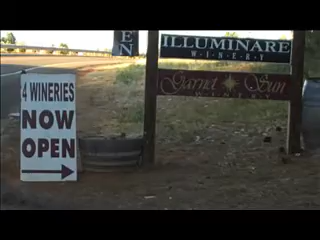 EN
ILLUMINARE
W·I·N·E·R·Y
Garnet Sun
WINERY
4 WINERIES
NOW
OPEN